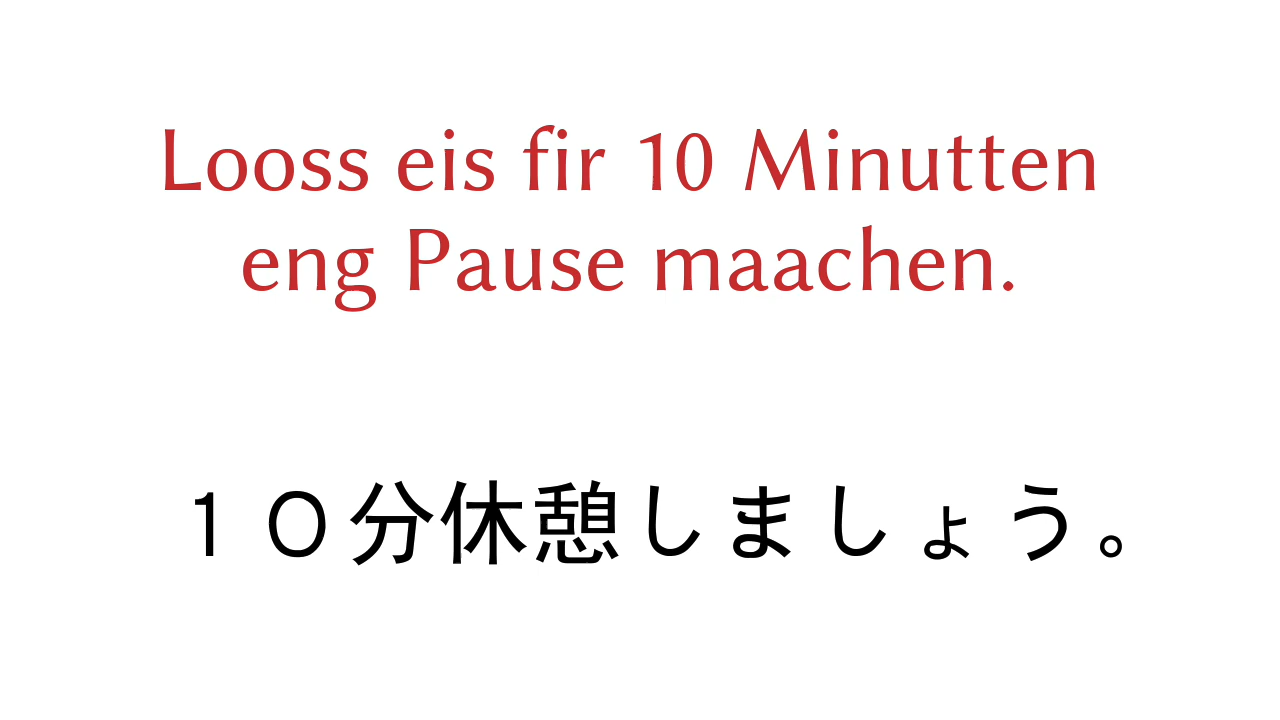 Looss eis fir 10 Minutten
eng Pause maachen.
１０分休憩しましょう。